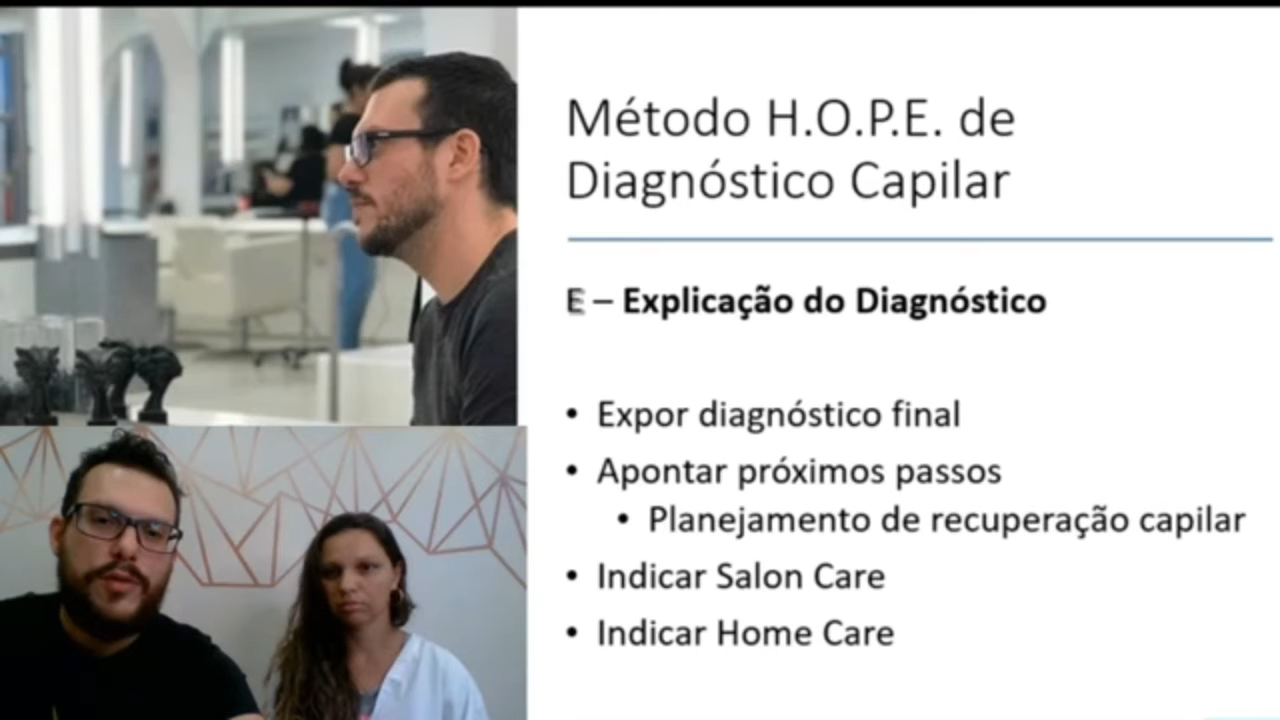 Método H.O.P.E. de
Diagnóstico Capilar
E – Explicação do Diagnóstico
• Expor diagnóstico final
• Apontar próximos passos
• Planejamento de recuperação capilar
• Indicar Salon Care
• Indicar Home Care